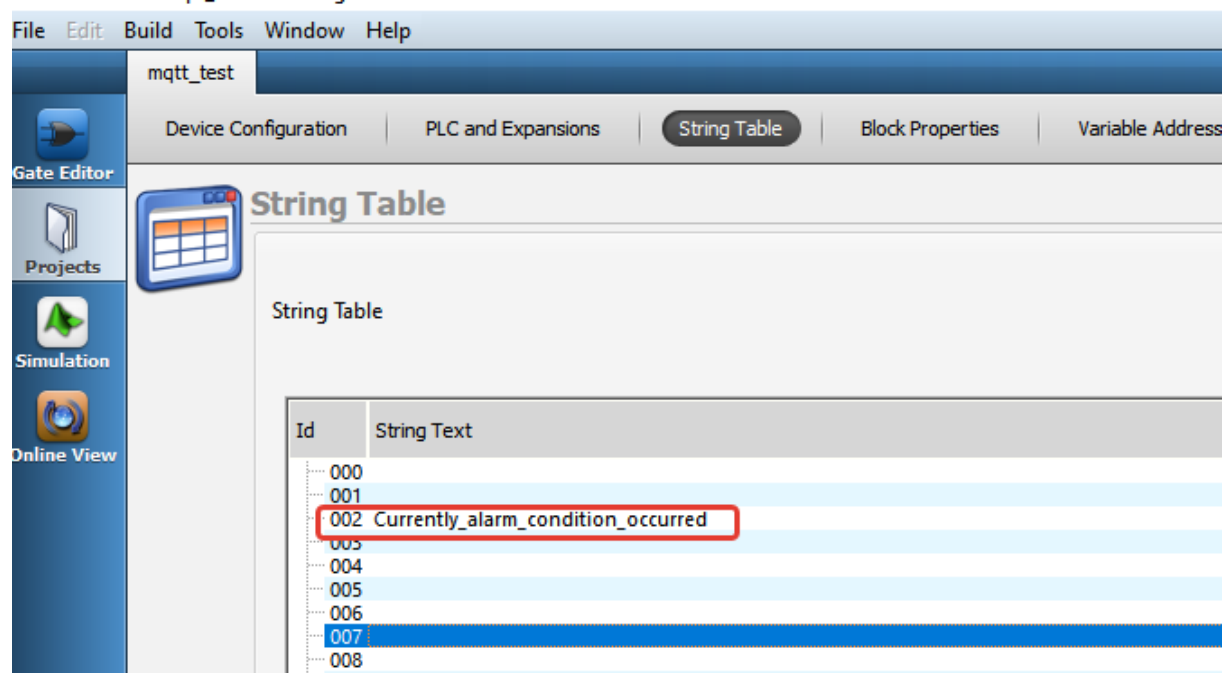 File Edit Build Tools Window Help
mqtt_test
Device Configuration PLC and Expansions String Table Block Properties Variable Address
Gate Editor
Projects
Simulation
Online View
String Table
String Table
Id String Text
000
001
002 Currently_alarm_condition_occurred
003
004
005
006
007
008